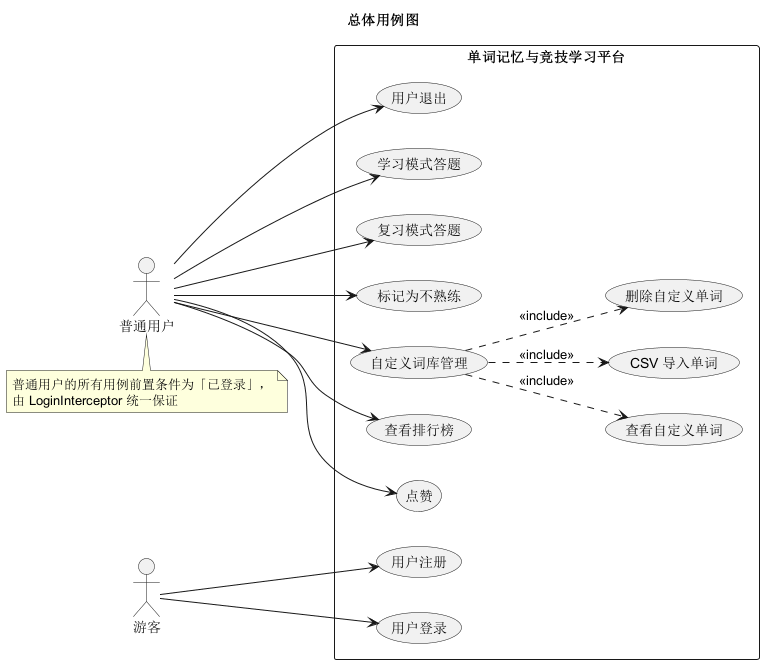 总体用例图
单词记忆与竞技学习平台
用户退出
学习模式答题
复习模式答题
标记为不熟练
自定义词库管理
查看排行榜
点赞
用户注册
用户登录
«include»
«include»
«include»
删除自定义单词
CSV 导入单词
查看自定义单词
普通用户
普通用户的所有用例前置条件为「已登录」，
由 LoginInterceptor 统一保证
游客